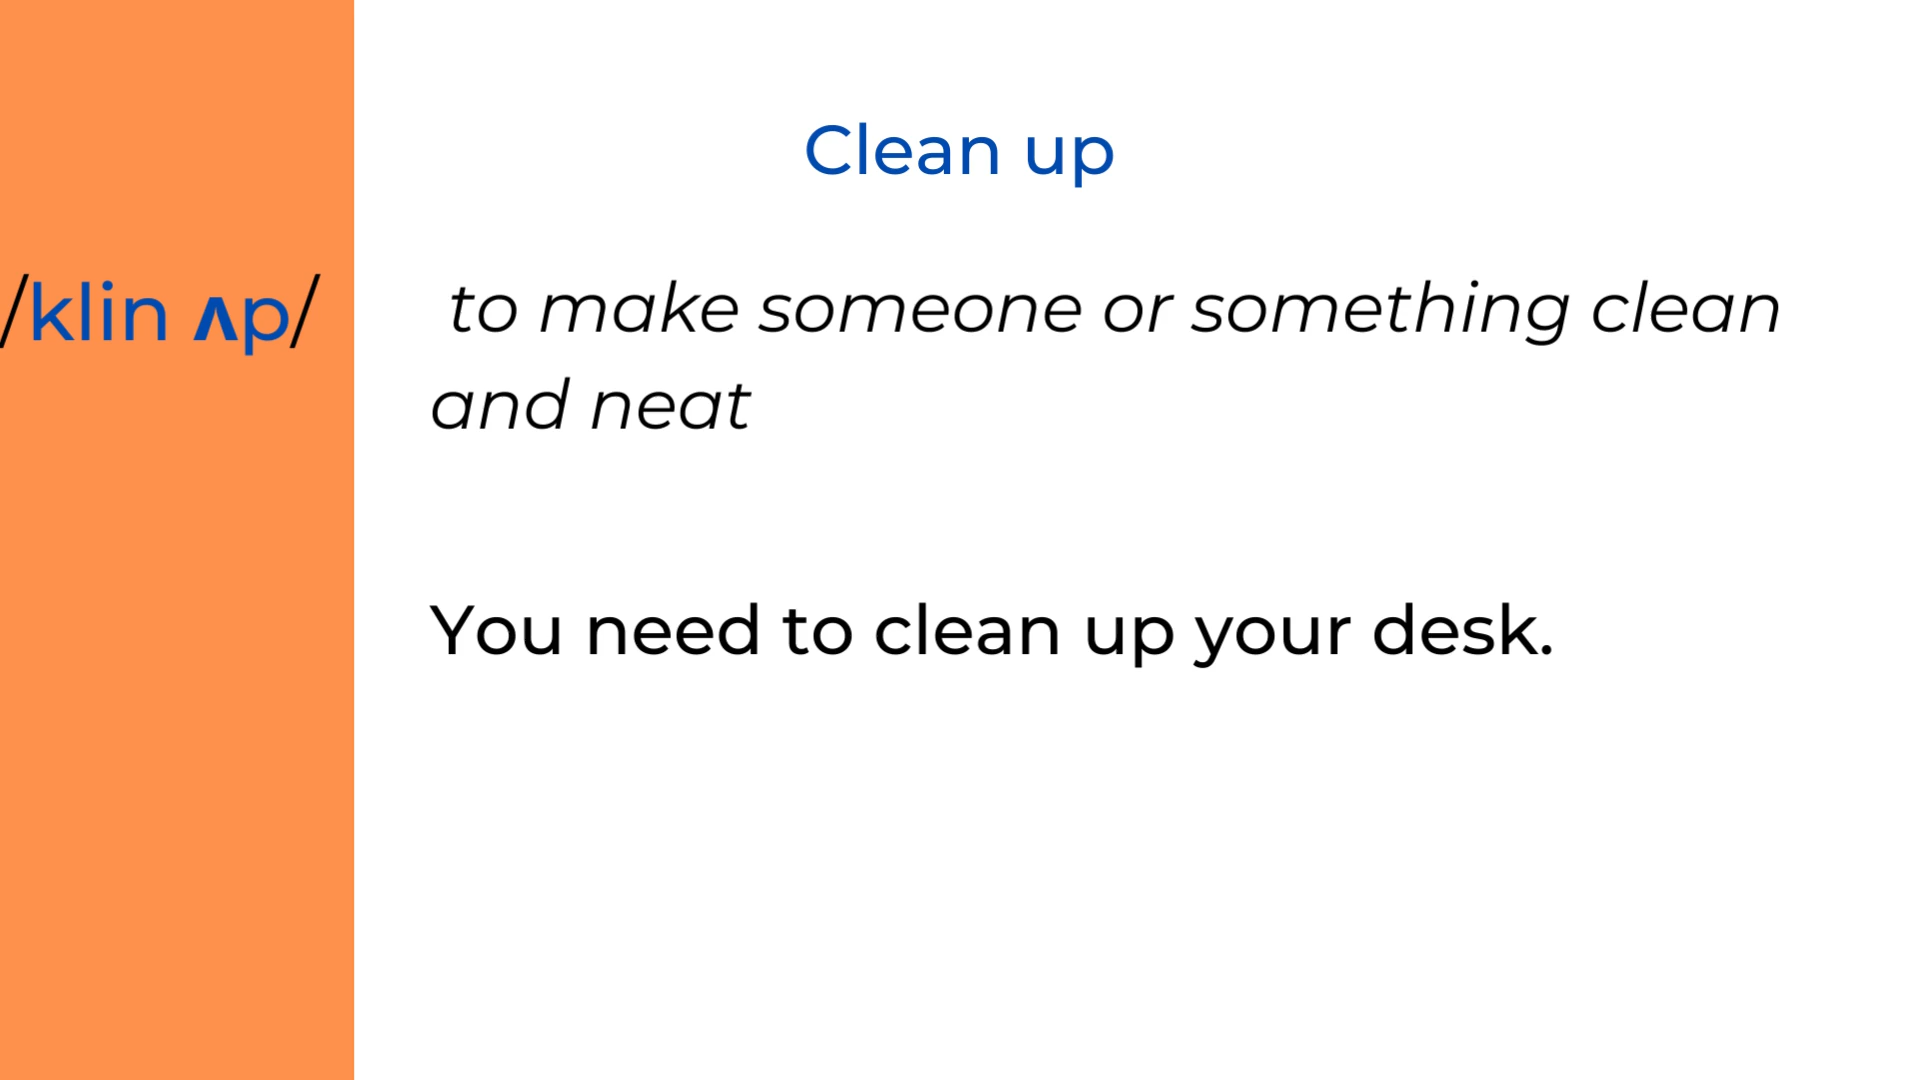 Clean up
/klin ʌp/
to make someone or something clean
and neat
You need to clean up your desk.